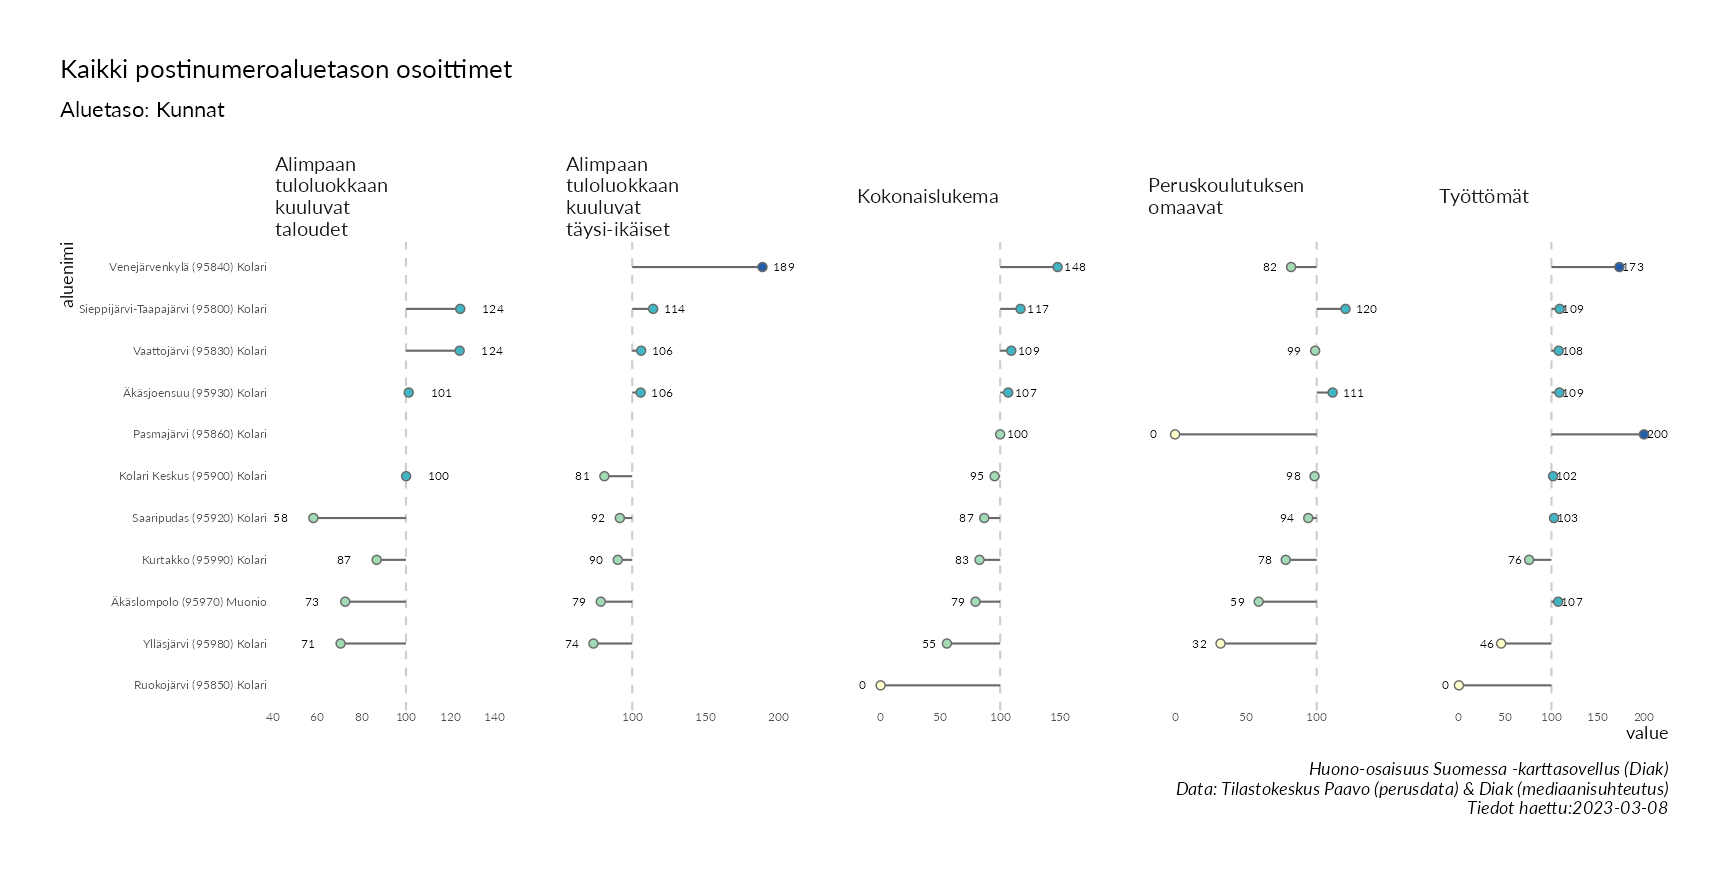 Kaikki postinumeroaluetason osoittimet
Aluetaso: Kunnat
Alimpaan
tuloluokkaan
kuuluvat
taloudet
Alimpaan
tuloluokkaan
kuuluvat
täysi-ikäiset
Kokonaislukema
Peruskoulutuksen
omaavat
Työttömät
aluenimi
Venejärvenkylä (95840) Kolari 189 148 82 173
Sieppijärvi-Taapajärvi (95800) Kolari 124 114 117 120 109
Vaattojärvi (95830) Kolari 124 106 109 99 108
Äkäsjoensuu (95930) Kolari 101 106 107 111 109
Pasmajärvi (95860) Kolari 100 0 200
Kolari Keskus (95900) Kolari 100 81 95 98 102
Saaripudas (95920) Kolari 58 92 87 94 103
Kurtakko (95990) Kolari 87 90 83 78 76
Äkäslompolo (95970) Muonio 73 79 79 59 107
Ylläsjärvi (95980) Kolari 71 74 55 32 46
Ruokojärvi (95850) Kolari 0 0
40 60 80 100 120 140 100 150 200 0 50 100 150 0 50 100 0 50 100 150 200
value
Huono-osaisuus Suomessa -karttasovellus (Diak)
Data: Tilastokeskus Paavo (perusdata) & Diak (mediaanisuhteutus)
Tiedot haettu:2023-03-08